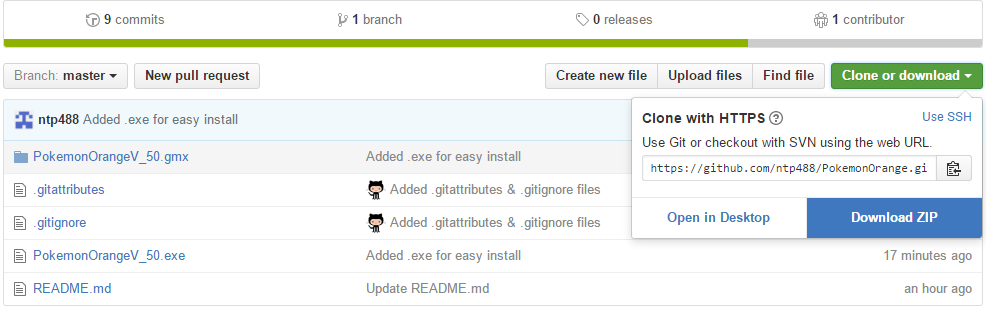 9 commits 1 branch 0 releases 1 contributor
Branch: master New pull request Create new file Upload files Find file Clone or download
ntp488 Added .exe for easy install
Clone with HTTPS ? Use SSH
Use Git or checkout with SVN using the web URL.
https://github.com/ntp488/PokemonOrange.gi
Open in Desktop Download ZIP
PokemonOrangeV_50.gmx Added .exe for easy install
.gitattributes Added .gitattributes & .gitignore files
.gitignore Added .gitattributes & .gitignore files
PokemonOrangeV_50.exe Added .exe for easy install 17 minutes ago
README.md Update README.md an hour ago